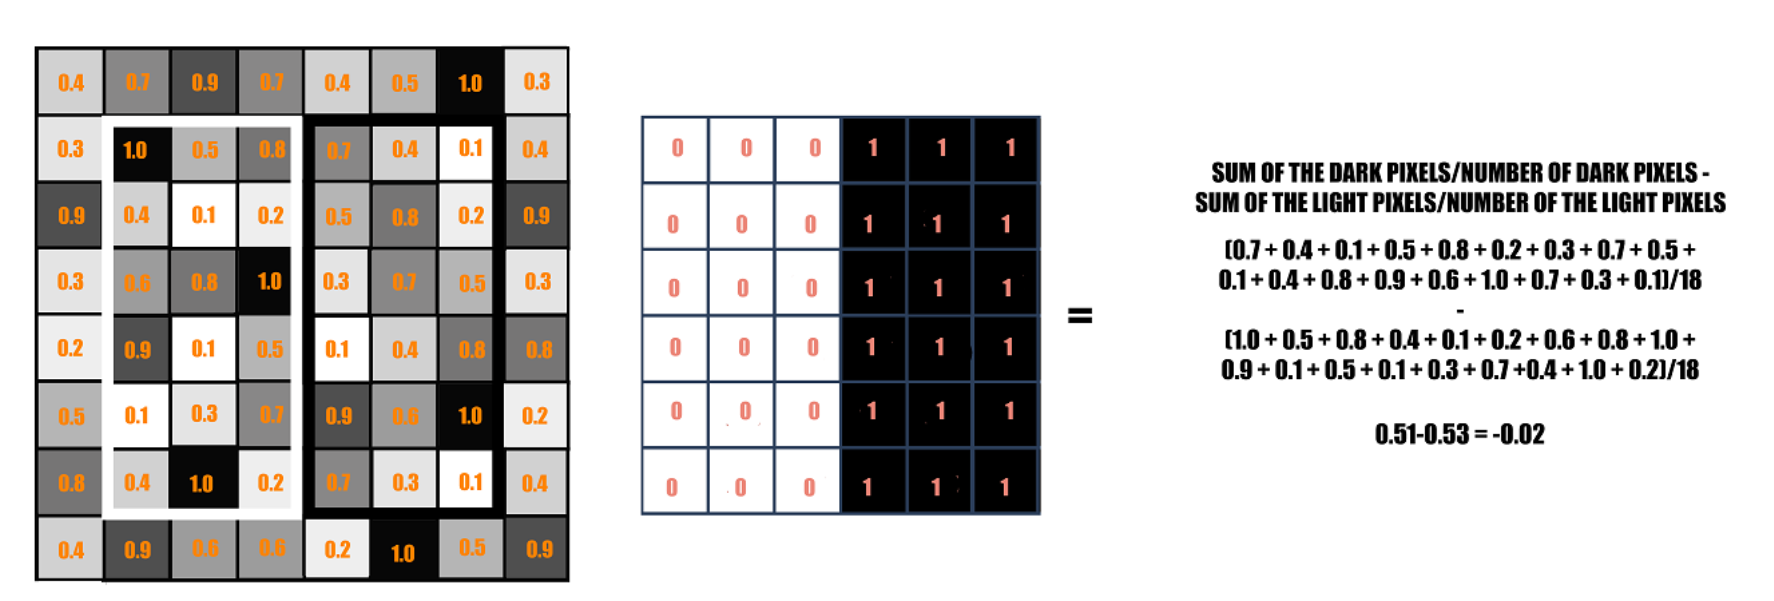 0.4 0.7 0.9 0.7 0.4 0.5 1.0 0.3
0.3 1.0 0.5 0.8 0.7 0.4 0.1 0.4
0.9 0.4 0.1 0.2 0.5 0.8 0.2 0.9
0.3 0.6 0.8 1.0 0.3 0.7 0.5 0.3
0.2 0.9 0.1 0.5 0.1 0.4 0.8 0.8
0.5 0.1 0.3 0.7 0.9 0.6 1.0 0.2
0.8 0.4 1.0 0.2 0.7 0.3 0.1 0.4
0.4 0.9 0.6 0.6 0.2 1.0 0.5 0.9
0 0 0 1 1 1
0 0 0 1 1 1
0 0 0 1 1 1
0 0 0 1 1 1
0 0 0 1 1 1
0 0 0 1 1 1
=
SUM OF THE DARK PIXELS/NUMBER OF DARK PIXELS -
SUM OF THE LIGHT PIXELS/NUMBER OF THE LIGHT PIXELS
(0.7 + 0.4 + 0.1 + 0.5 + 0.8 + 0.2 + 0.3 + 0.7 + 0.5 +
0.1 + 0.4 + 0.8 + 0.9 + 0.6 + 1.0 + 0.7 + 0.3 + 0.1)/18
-
(1.0 + 0.5 + 0.8 + 0.4 + 0.1 + 0.2 + 0.6 + 0.8 + 1.0 +
0.9 + 0.1 + 0.5 + 0.1 + 0.3 + 0.7 +0.4 + 1.0 + 0.2)/18
0.51-0.53 = -0.02